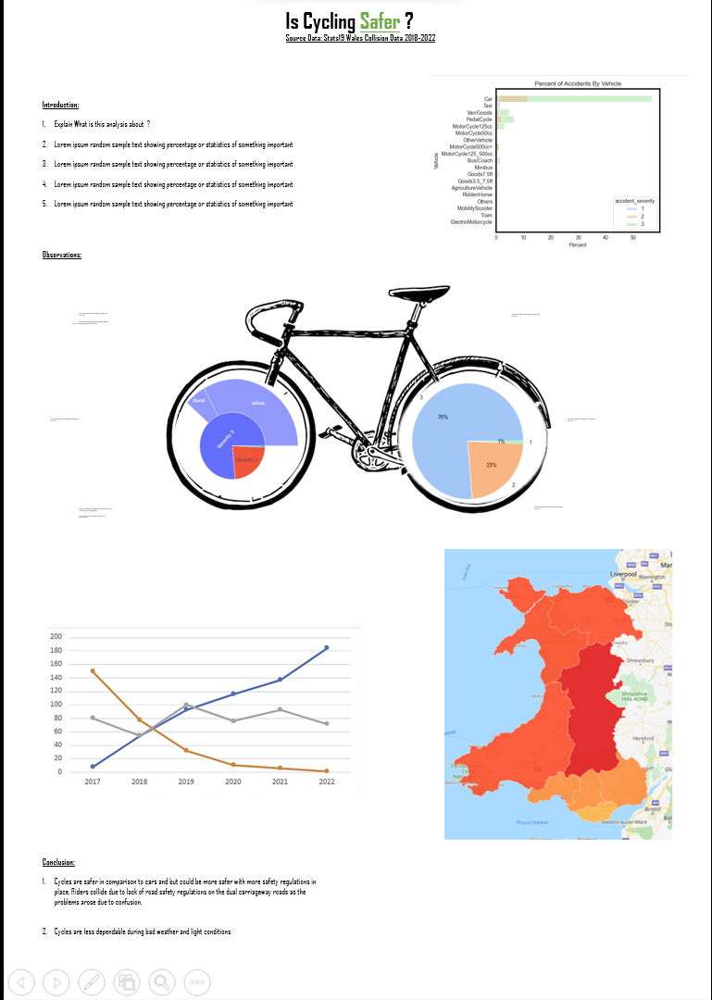 Is Cycling Safer ?
Source Data: Stats19 Wales Collision Data 2018-2022
Introduction:
1. Explain What is this analysis about ?
2. Lorem ipsum random sample text showing percentage or statistics of something important
3. Lorem ipsum random sample text showing percentage or statistics of something important
4. Lorem ipsum random sample text showing percentage or statistics of something important
5. Lorem ipsum random sample text showing percentage or statistics of something important
Percent of Accidents By Vehicle
Vehicle
Car
Taxi
Van/Goods
PedalCycle
MotorCycle125cc
MotorCycle50cc
OtherVehicle
MotorCycle500cc+
MotorCycle125_500cc
Bus/Coach
Minibus
Goods7.5ft
Goods3.5_7.5ft
AgricultureVehicle
RiddenHorse
Others
MobilityScooter
Tram
ElectricMotorcycle
accident_severity
1
2
3
0 10 20 30 40 50
Percent
Observations:
Rural
Urban
Severity 3
Severity 2
3
76%
1%
1
23%
2
200
180
160
140
120
100
80
60
40
20
0
2017 2018 2019 2020 2021 2022
Liverpool
Warrington
Chester
Shrewsbury
Shropshire
Hills AONB
Hereford
Bristol
Bristol Channel
Weston-super-Mare
Conclusion:
1. Cycles are safer in comparison to cars and but could be more safer with more safety regulations in
place. Riders collide due to lack of road safety regulations on the dual carriageway roads as the
problems arose due to confusion.
2. Cycles are less dependable during bad weather and light conditions